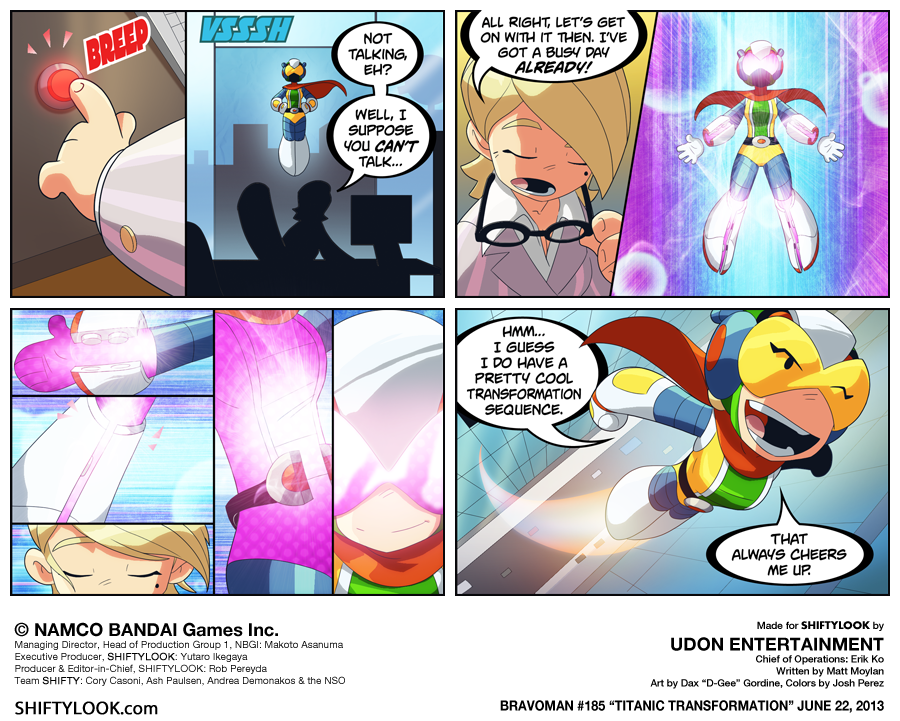 BREEP
VSSSH
NOT
TALKING,
EH?
WELL, I
SUPPOSE
YOU CAN'T
TALK...
ALL RIGHT, LET'S GET
ON WITH IT THEN. I'VE
GOT A BUSY DAY
ALREADY!
HMM...
I GUESS
I DO HAVE A
PRETTY COOL
TRANSFORMATION
SEQUENCE.
THAT
ALWAYS CHEERS
ME UP.
© NAMCO BANDAI Games Inc.
Managing Director, Head of Production Group 1, NBGI: Makoto Asanuma
Executive Producer, SHIFTYLOOK: Yutaro Ikegaya
Producer & Editor-in-Chief, SHIFTYLOOK: Rob Pereyda
Team SHIFTY: Cory Casoni, Ash Paulsen, Andrea Demonakos & the NSO
SHIFTYLOOK.com
Made for SHIFTYLOOK by
UDON ENTERTAINMENT
Chief of Operations: Erik Ko
Written by Matt Moylan
Art by Dax “D-Gee” Gordine, Colors by Josh Perez
BRAVOMAN #185 “TITANIC TRANSFORMATION” JUNE 22, 2013